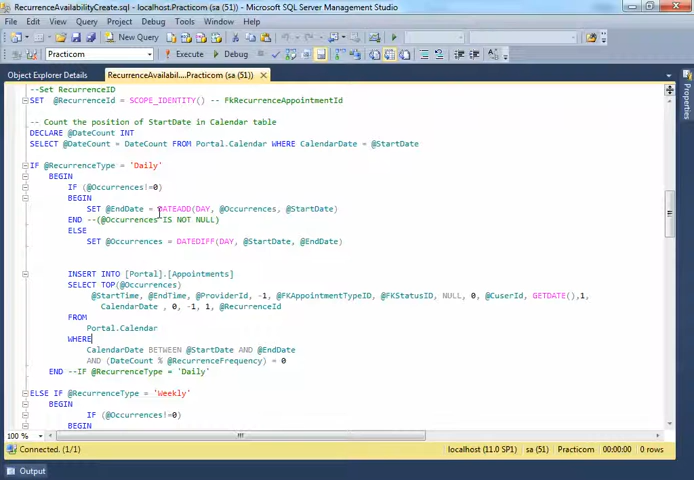 RecurrenceAvailabilityCreate.sql - localhost.Practicom (sa (51)) - Microsoft SQL Server Management Studio
File Edit View Query Project Debug Tools Window Help
New Query
Practicom Execute Debug
Object Explorer Details RecurrenceAvailabil....Practicom (sa (51)) ×
--Set RecurrenceID
SET @RecurrenceId = SCOPE_IDENTITY() -- FkRecurrenceAppointmentId
-- Count the position of StartDate in Calendar table
DECLARE @DateCount INT
SELECT @DateCount = DateCount FROM Portal.Calendar WHERE CalendarDate = @StartDate
IF @RecurrenceType = 'Daily'
BEGIN
IF (@Occurrences!=0)
BEGIN
SET @EndDate = DATEADD(DAY, @Occurrences, @StartDate)
END --(@Occurrences IS NOT NULL)
ELSE
SET @Occurrences = DATEDIFF(DAY, @StartDate, @EndDate)
INSERT INTO [Portal].[Appointments]
SELECT TOP(@Occurrences)
@StartTime, @EndTime, @ProviderId, -1, @FKAppointmentTypeID, @FKStatusID, NULL, 0, @CuserId, GETDATE(),1,
CalendarDate , 0, -1, 1, @RecurrenceId
FROM
Portal.Calendar
WHERE
CalendarDate BETWEEN @StartDate AND @EndDate
AND (DateCount % @RecurrenceFrequency) = 0
END --IF @RecurrenceType = 'Daily'
ELSE IF @RecurrenceType = 'Weekly'
BEGIN
IF (@Occurrences!=0)
BEGIN
100 %
Connected. (1/1) localhost (11.0 SP1) sa (51) Practicom 00:00:00 0 rows
Output
Properties